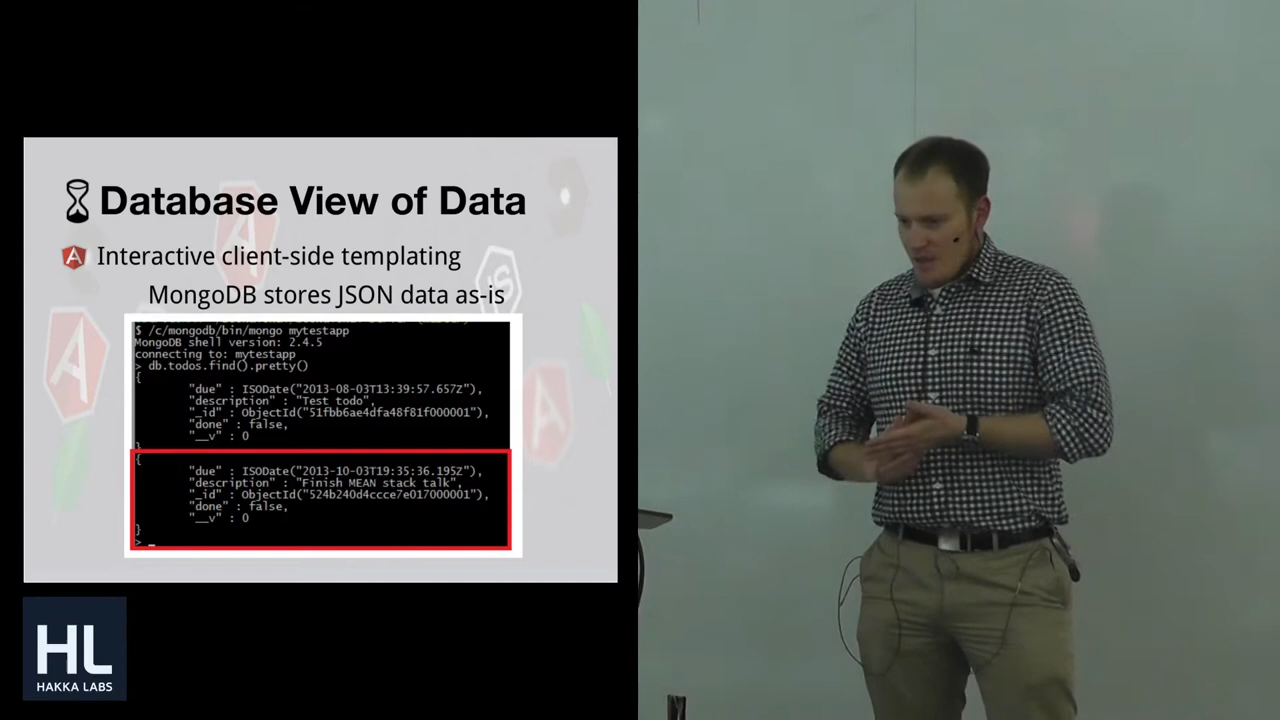 Database View of Data
Interactive client-side templating
MongoDB stores JSON data as-is
$ /c/mongodb/bin/mongo mytestapp
MongoDB shell version: 2.4.5
connecting to: mytestapp
> db.todos.find().pretty()
{
"due" : ISODate("2013-08-03T13:39:57.657Z"),
"description" : "Test todo",
"_id" : ObjectId("51fbb6ae4dfa48f81f000001"),
"done" : false,
"__v" : 0
}
{
"due" : ISODate("2013-10-03T19:35:36.195Z"),
"description" : "Finish MEAN stack talk",
"_id" : ObjectId("524b240d4ccce7e017000001"),
"done" : false,
"__v" : 0
}
> _
HL
HAKKA LABS